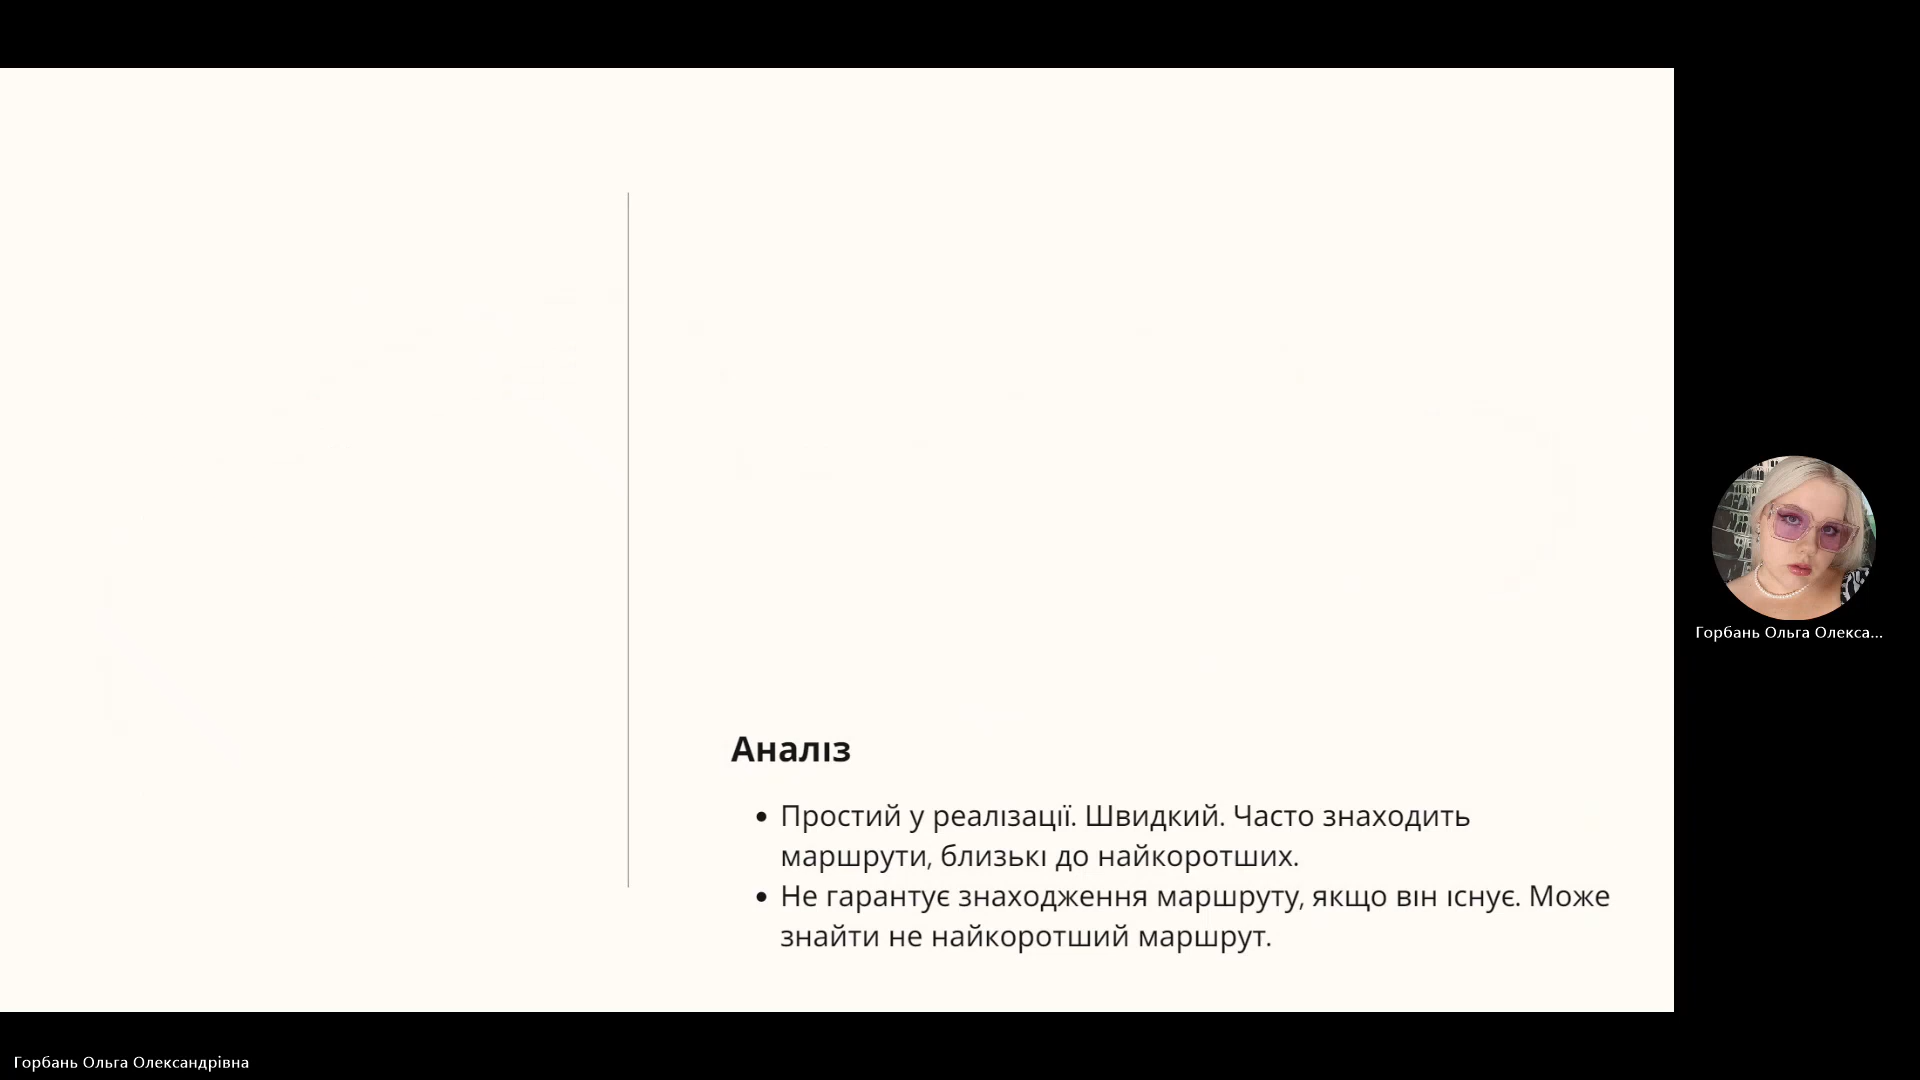 Аналіз
Простий у реалізації. Швидкий. Часто знаходить
маршрути, близькі до найкоротших.
Не гарантує знаходження маршруту, якщо він існує. Може
знайти не найкоротший маршрут.
Горбань Ольга Олекса...
Горбань Ольга Олександрівна